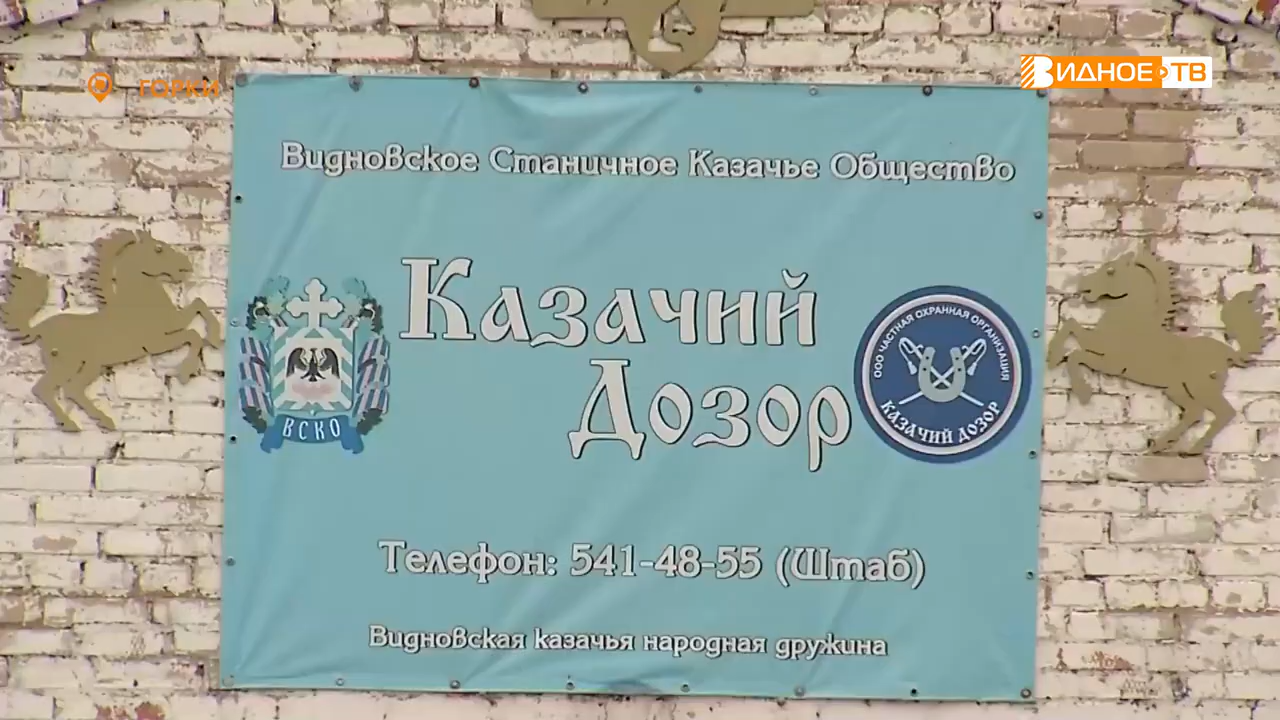 ГОРКИ
ВИДНОЕ ТВ
Видновское Станичное Казачье Общество
Казачий
Дозор
ВСКО
ООО ЧАСТНАЯ ОХРАННАЯ ОРГАНИЗАЦИЯ
КАЗАЧИЙ ДОЗОР
Телефон: 541-48-55 (Штаб)
Видновская казачья народная дружина